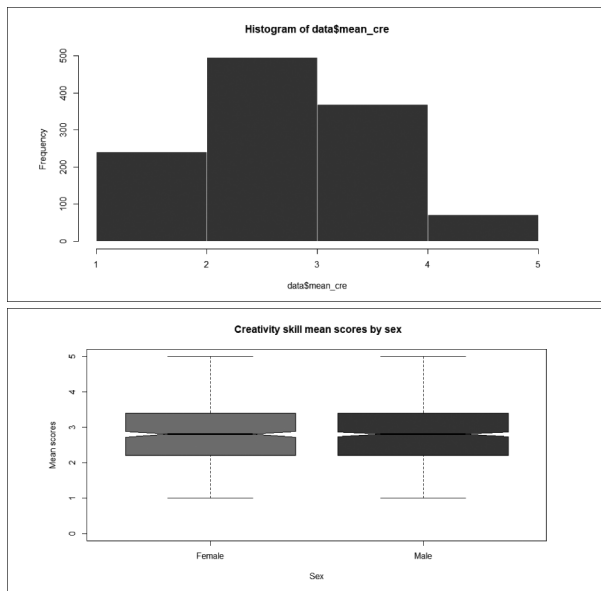 Histogram of data$mean_cre
500
400
300
200
100
0
Frequency
1 2 3 4 5
data$mean_cre
Creativity skill mean scores by sex
5
4
3
2
1
0
Mean scores
Female Male
Sex